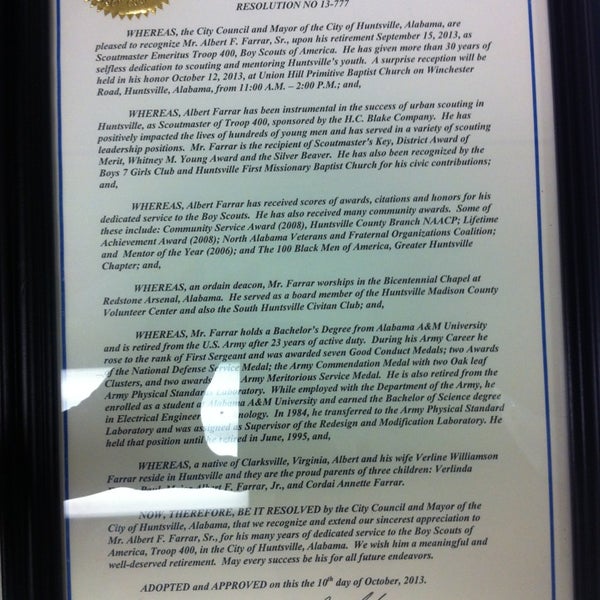 RESOLUTION NO 13-777
WHEREAS, the City Council and Mayor of the City of Huntsville, Alabama, are
pleased to recognize Mr. Albert F. Farrar, Sr., upon his retirement September 15, 2013, as
Scoutmaster Emeritus Troop 400, Boy Scouts of America. He has given more than 30 years of
selfless dedication to scouting and mentoring Huntsville's youth. A surprise reception will be
held in his honor October 12, 2013, at Union Hill Primitive Baptist Church on Winchester
Road, Huntsville, Alabama, from 11:00 A.M. – 2:00 P.M.; and,
WHEREAS, Albert Farrar has been instrumental in the success of urban scouting in
Huntsville, as Scoutmaster of Troop 400, sponsored by the H.C. Blake Company. He has
positively impacted the lives of hundreds of young men and has served in a variety of scouting
leadership positions. Mr. Farrar is the recipient of Scoutmaster's Key, District Award of
Merit, Whitney M. Young Award and the Silver Beaver. He has also been recognized by the
Boys 7 Girls Club and Huntsville First Missionary Baptist Church for his civic contributions;
and,
WHEREAS, Albert Farrar has received scores of awards, citations and honors for his
dedicated service to the Boy Scouts. He has also received many community awards. Some of
these include: Community Service Award (2008), Huntsville County Branch NAACP; Lifetime
Achievement Award (2008); North Alabama Veterans and Fraternal Organizations Coalition;
and Mentor of the Year (2006); and The 100 Black Men of America, Greater Huntsville
Chapter; and,
WHEREAS, an ordain deacon, Mr. Farrar worships in the Bicentennial Chapel at
Redstone Arsenal, Alabama. He served as a board member of the Huntsville Madison County
Volunteer Center and also the South Huntsville Civitan Club; and,
WHEREAS, Mr. Farrar holds a Bachelor's Degree from Alabama A&M University
and is retired from the U.S. Army after 23 years of active duty. During his Army Career he
rose to the rank of First Sergeant and was awarded seven Good Conduct Medals; two Awards
of the National Defense Service Medal; the Army Commendation Medal with two Oak leaf
Clusters, and two awards Army Meritorious Service Medal. He is also retired from the
Army Physical Standards Laboratory. While employed with the Department of the Army, he
enrolled as a student at Alabama A&M University and earned the Bachelor of Science degree
in Electrical Engineering Technology. In 1984, he transferred to the Army Physical Standard
Laboratory and was assigned as Supervisor of the Redesign and Modification Laboratory. He
held that position until he retired in June, 1995, and,
WHEREAS, a native of Clarksville, Virginia, Albert and his wife Verline Williamson
Farrar reside in Huntsville and they are the proud parents of three children: Verlinda
Albert F. Farrar, Jr., and Cordai Annette Farrar.
NOW, THEREFORE, BE IT RESOLVED by the City Council and Mayor of the
City of Huntsville, Alabama, that we recognize and extend our sincerest appreciation to
Mr. Albert F. Farrar, Sr., for his many years of dedicated service to the Boy Scouts of
America, Troop 400, in the City of Huntsville, Alabama. We wish him a meaningful and
well-deserved retirement. May every success be his for all future endeavors.
ADOPTED and APPROVED on this the 10th day of October, 2013.